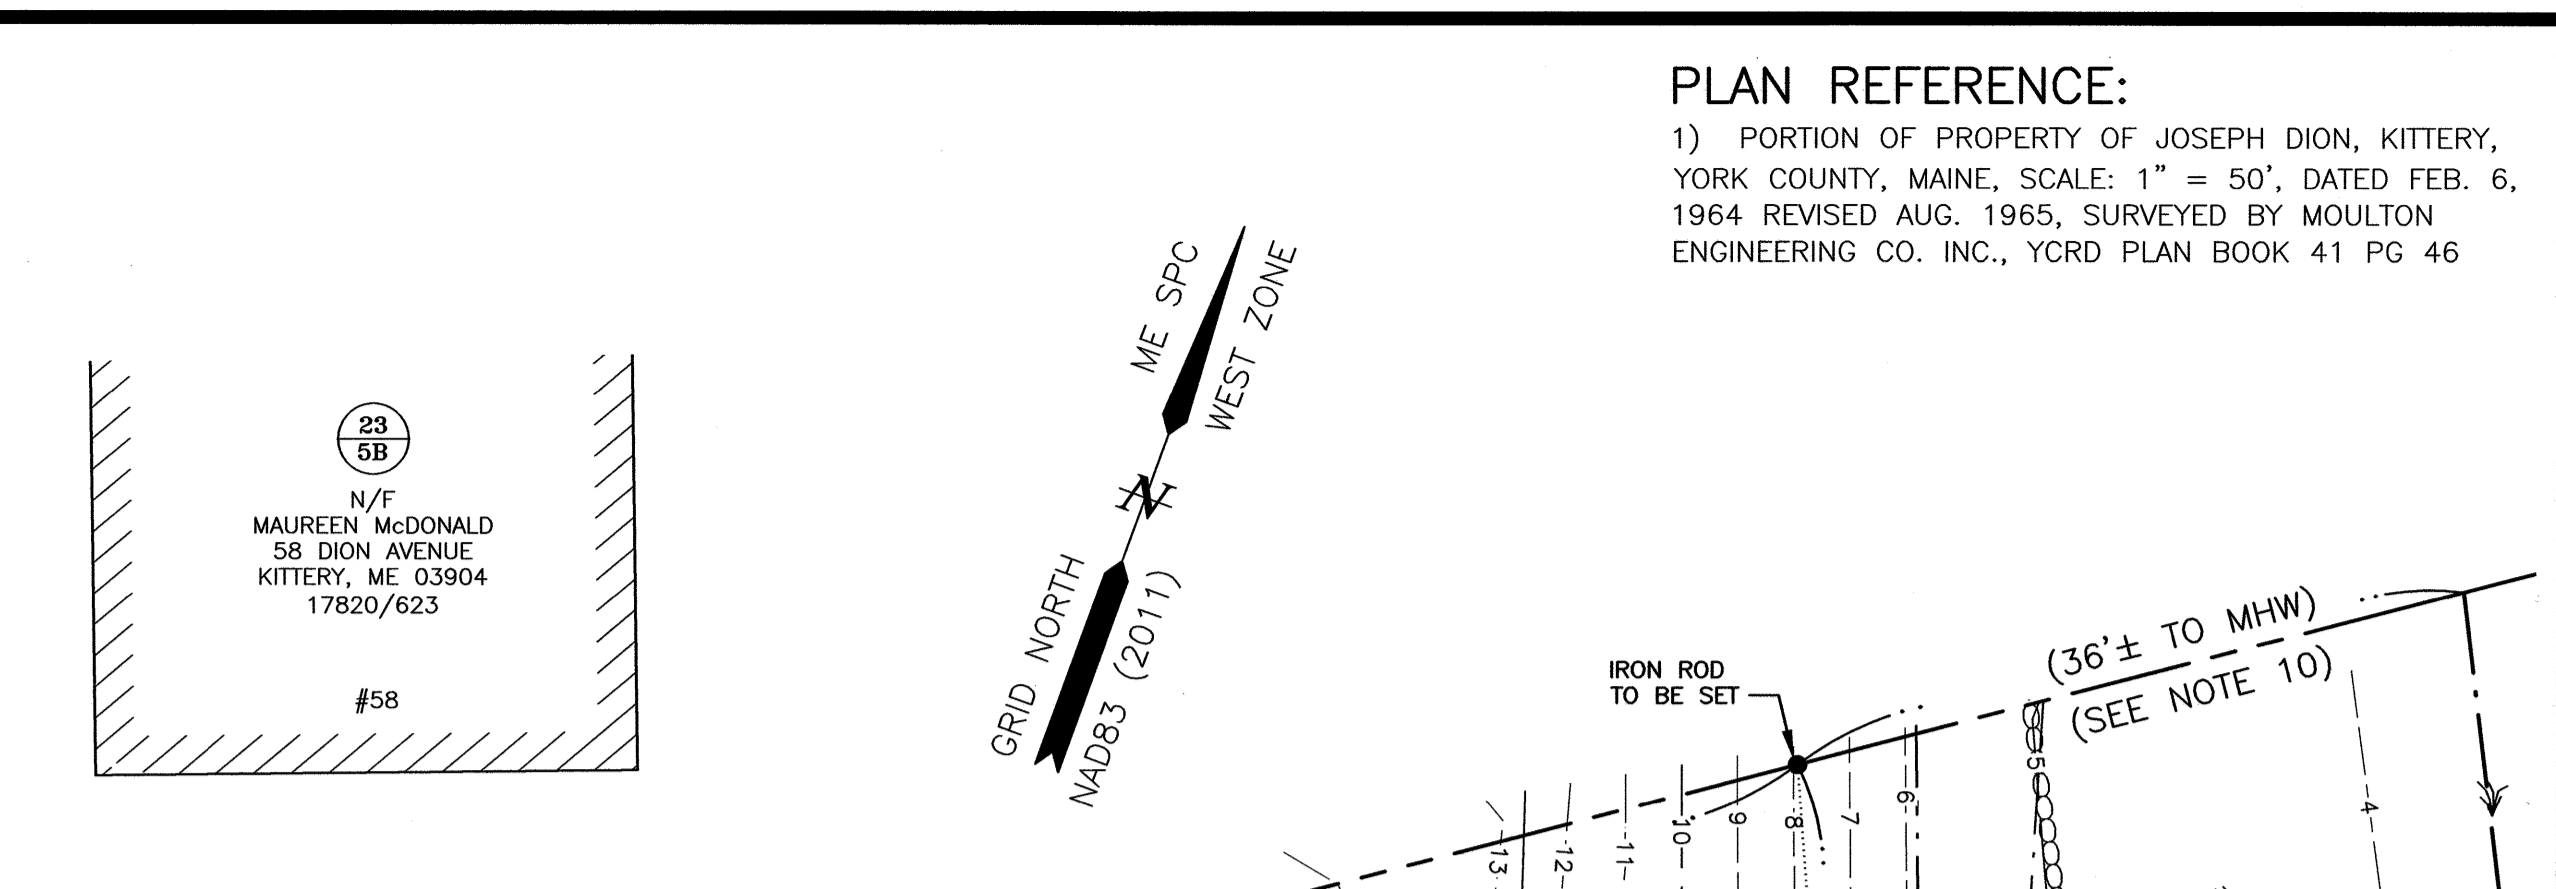 PLAN REFERENCE:
1) PORTION OF PROPERTY OF JOSEPH DION, KITTERY,
YORK COUNTY, MAINE, SCALE: 1" = 50', DATED FEB. 6,
1964 REVISED AUG. 1965, SURVEYED BY MOULTON
ENGINEERING CO. INC., YCRD PLAN BOOK 41 PG 46
ME SPC
WEST ZONE
N
GRID NORTH
NAD83 (2011)
23
5B
N/F
MAUREEN McDONALD
58 DION AVENUE
KITTERY, ME 03904
17820/623
#58
(36'± TO MHW)
(SEE NOTE 10)
IRON ROD
TO BE SET
13
12
11
10
9
8
7
6
5
4